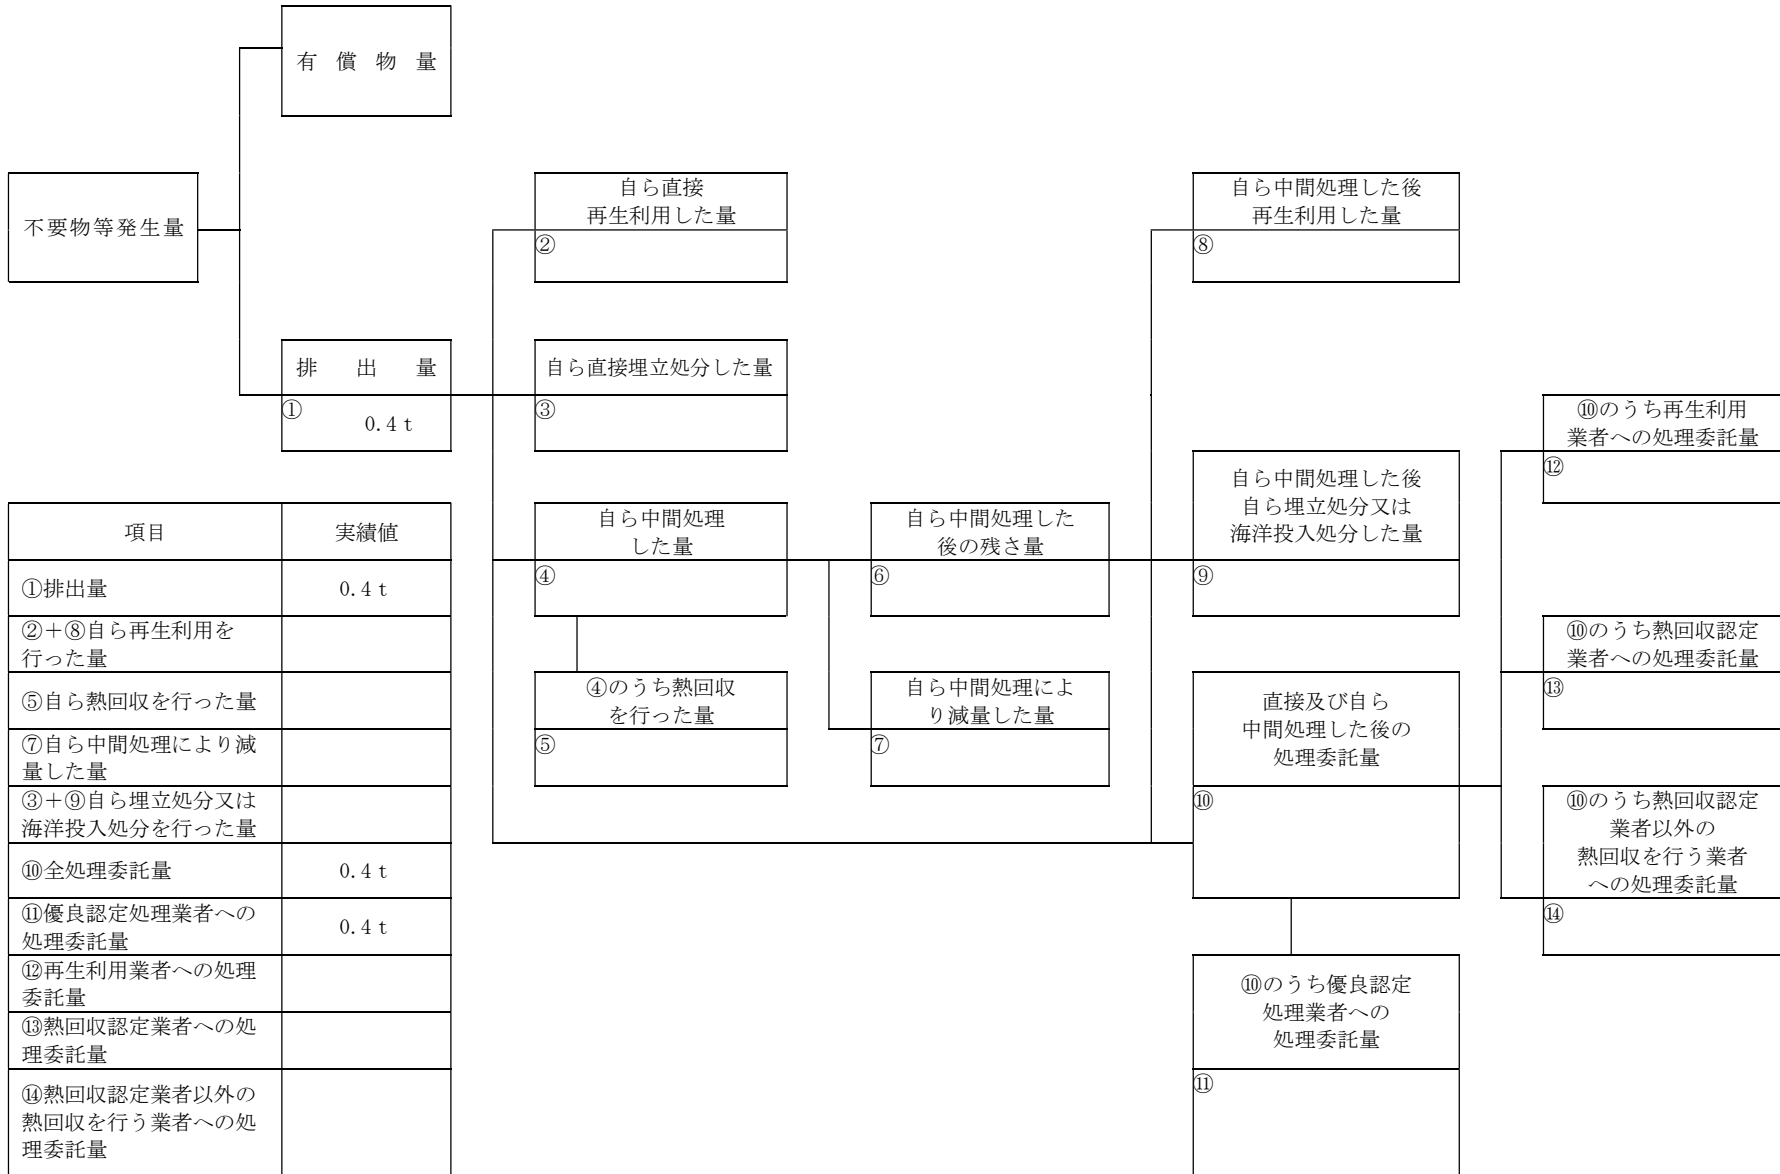 有償物量
不要物等発生量
自ら直接
再生利用した量
②
自ら中間処理した後
再生利用した量
⑧
排出量
①
0.4 t
自ら直接埋立処分した量
③
⑩のうち再生利用
業者への処理委託量
⑫
自ら中間処理
した量
④
自ら中間処理した
後の残さ量
⑥
自ら中間処理した後
自ら埋立処分又は
海洋投入処分した量
⑨
⑩のうち熱回収認定
業者への処理委託量
⑬
④のうち熱回収
を行った量
⑤
自ら中間処理によ
り減量した量
⑦
直接及び自ら
中間処理した後の
処理委託量
⑩
⑩のうち熱回収認定
業者以外の
熱回収を行う業者
への処理委託量
⑭
⑩のうち優良認定
処理業者への
処理委託量
⑪
項目 実績値
①排出量 0.4 t
②＋⑧自ら再生利用を
行った量
⑤自ら熱回収を行った量
⑦自ら中間処理により減
量した量
③＋⑨自ら埋立処分又は
海洋投入処分を行った量
⑩全処理委託量 0.4 t
⑪優良認定処理業者への
処理委託量 0.4 t
⑫再生利用業者への処理
委託量
⑬熱回収認定業者への処
理委託量
⑭熱回収認定業者以外の
熱回収を行う業者への処
理委託量